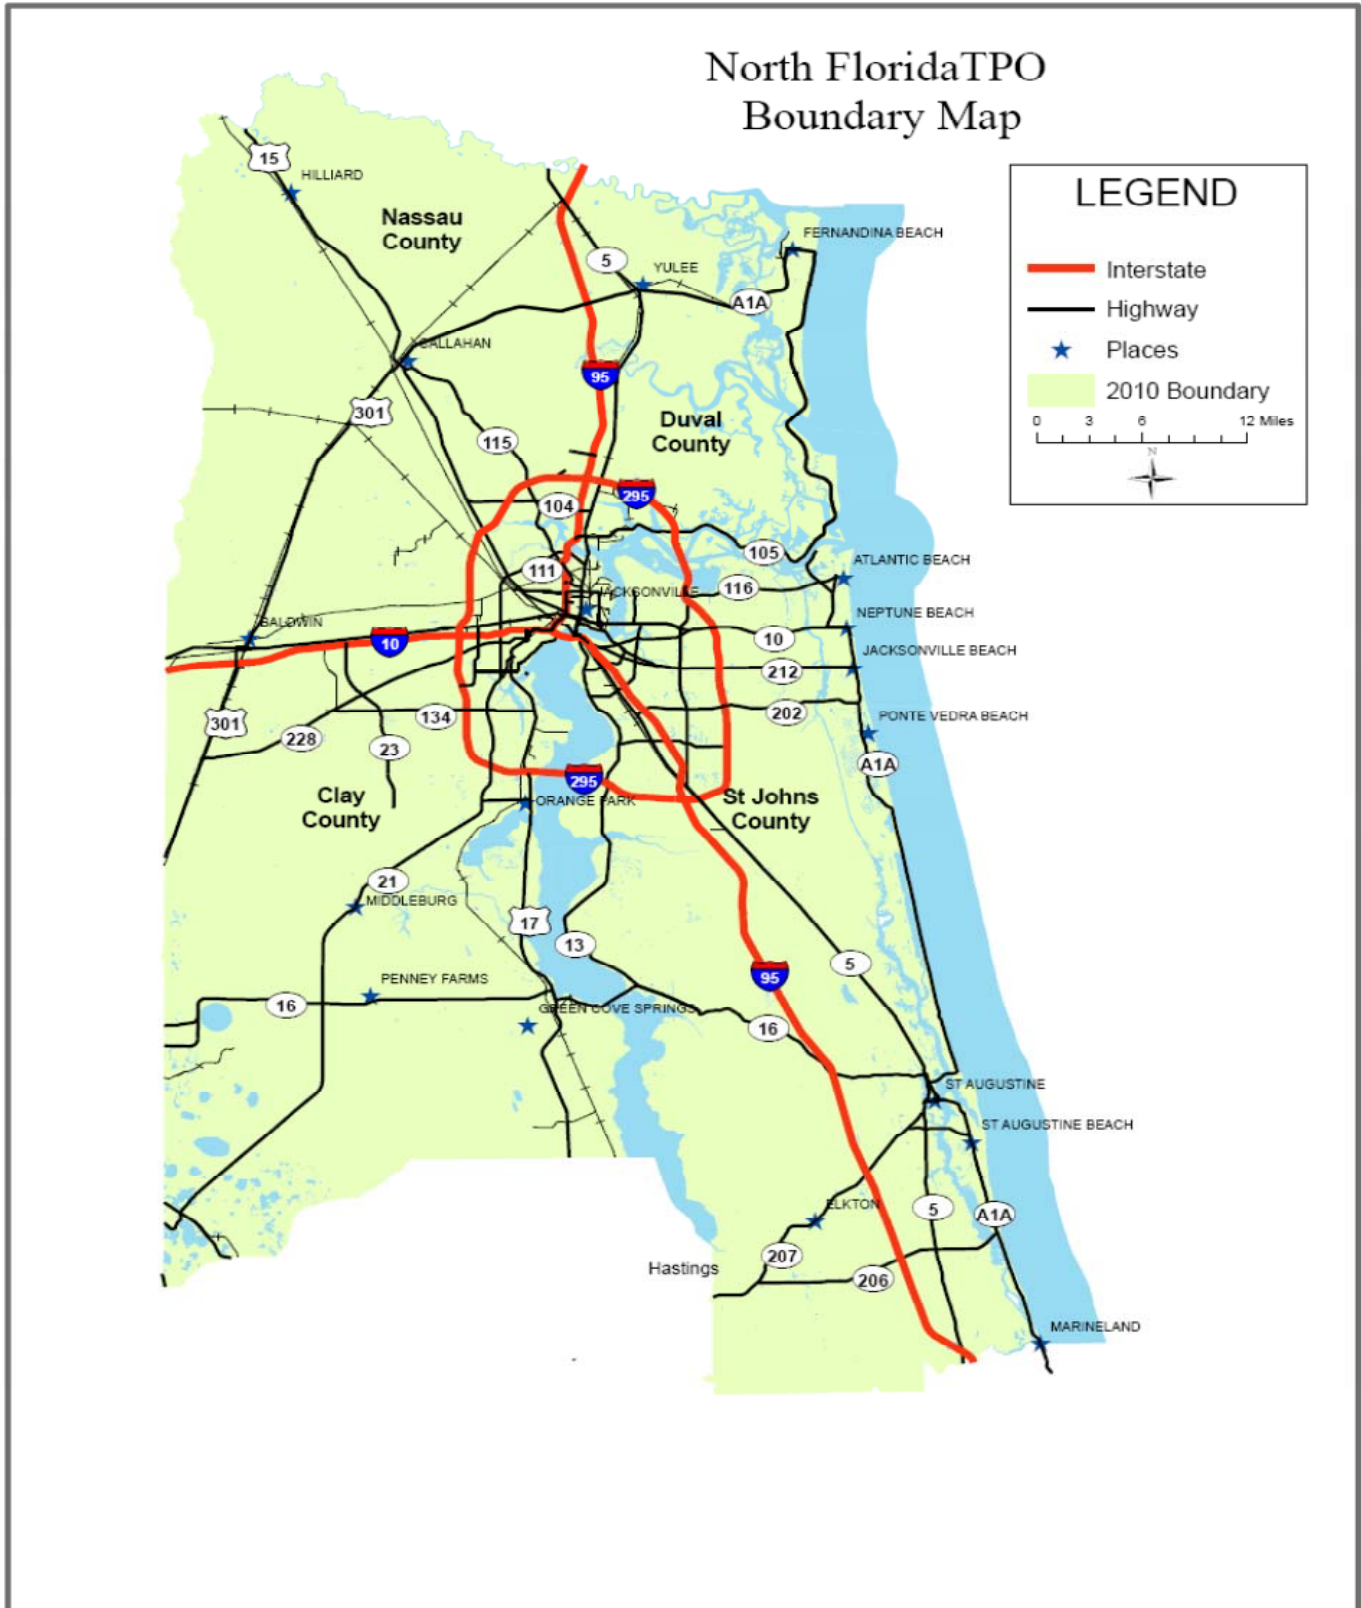 North FloridaTPO
Boundary Map
LEGEND
Interstate
Highway
Places
2010 Boundary
0 3 6 12 Miles
N
15
HILLIARD
Nassau
County
FERNANDINA BEACH
5
YULEE
A1A
CALLAHAN
95
301
Duval
County
115
295
104
105
ATLANTIC BEACH
111
116
JACKSONVILLE
NEPTUNE BEACH
BALDWIN
10
10
JACKSONVILLE BEACH
212
202
PONTE VEDRA BEACH
134
301
228
23
A1A
295
Clay
County
ORANGE PARK
St Johns
County
21
MIDDLEBURG
17
13
5
95
PENNEY FARMS
16
GREEN COVE SPRINGS
16
ST AUGUSTINE
ST AUGUSTINE BEACH
ELKTON
5
A1A
207
Hastings
206
MARINELAND